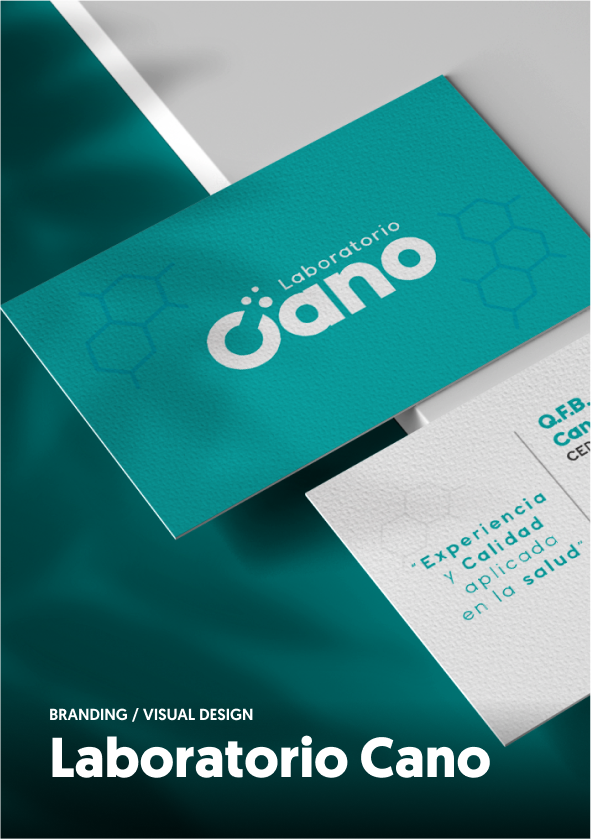 Laboratorio
Cano
Q.F.B.
"Experiencia
y Calidad
aplicada
en la salud"
BRANDING / VISUAL DESIGN
Laboratorio Cano